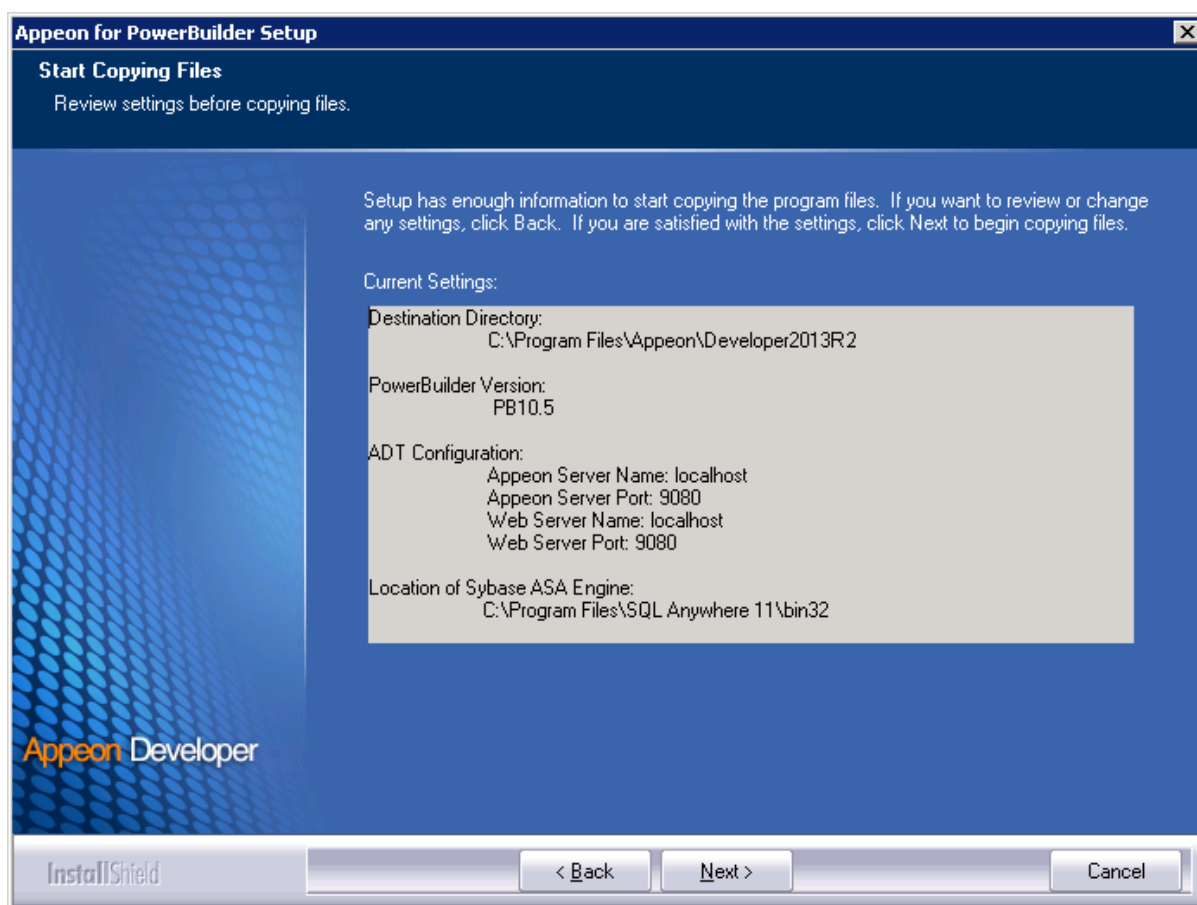 Appeon for PowerBuilder Setup
Start Copying Files
Review settings before copying files.
Setup has enough information to start copying the program files.  If you want to review or change
any settings, click Back.  If you are satisfied with the settings, click Next to begin copying files.
Current Settings:
Destination Directory:
C:\Program Files\Appeon\Developer2013R2
PowerBuilder Version:
PB10.5
ADT Configuration:
Appeon Server Name: localhost
Appeon Server Port: 9080
Web Server Name: localhost
Web Server Port: 9080
Location of Sybase ASA Engine:
C:\Program Files\SQL Anywhere 11\bin32
Appeon Developer
InstallShield
< Back
Next >
Cancel